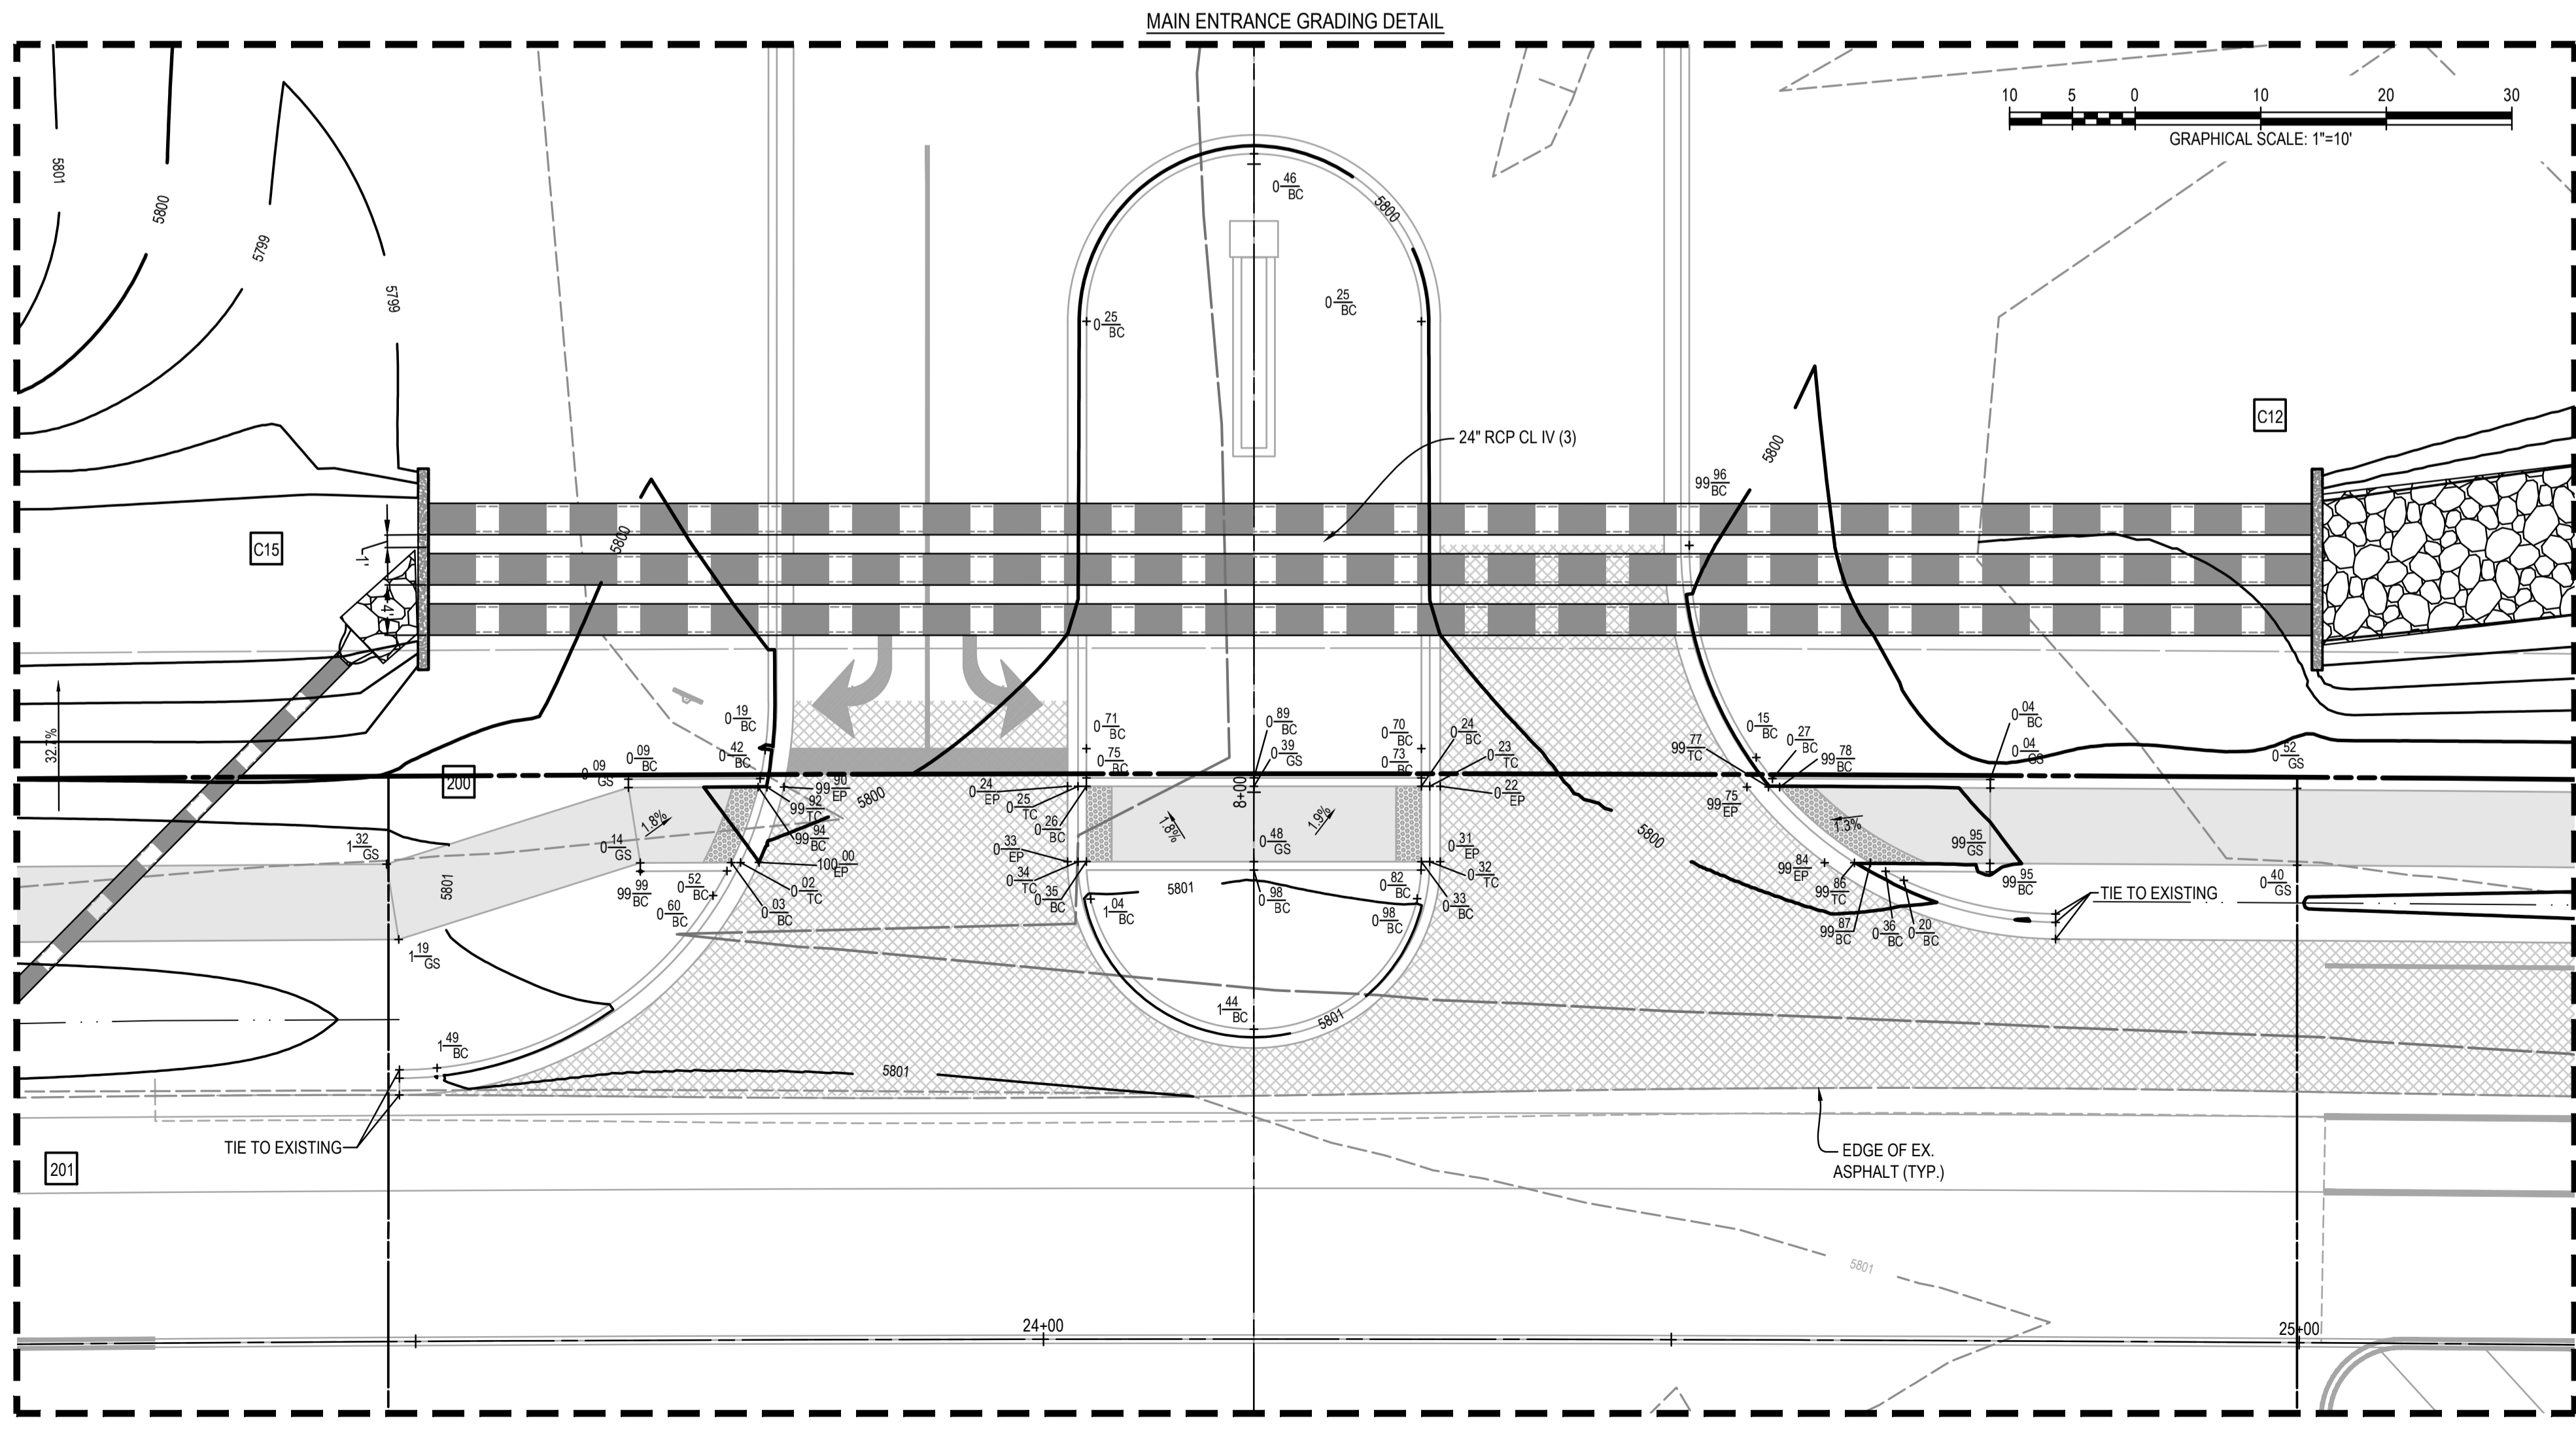 MAIN ENTRANCE GRADING DETAIL
10 5 0 10 20 30
GRAPHICAL SCALE: 1"=10'
5801
5800
5799
5799
0 46 BC
5800
0 25 BC
0 25 BC
C12
24" RCP CL IV (3)
5800
99 96 BC
C15
1'
4'
5800
32.7%
0 19 BC
0 71 BC
0 89 BC
0 70 BC
0 24 BC
0 15 BC
0 27 BC
0 04 BC
0 42 BC
0 09 BC
0 75 BC
0 39 GS
0 73 BC
0 23 TC
99 77 TC
99 78 BC
0 04 GS
0 52 GS
0 09 GS
200
99 90 EP
5800
0 24 EP
8+00
0 22 EP
99 75 EP
99 92 TC
0 25 TC
1.8%
99 94 BC
0 26 BC
1.8%
1.9%
5800
1.3%
1 32 GS
0 14 GS
100 00 EP
0 33 EP
0 48 GS
0 31 EP
99 84 EP
99 95 GS
5801
99 99 BC
0 52 BC
0 02 TC
0 34 TC
5801
0 82 BC
0 32 TC
99 86 TC
99 95 BC
0 40 GS
TIE TO EXISTING
0 60 BC
0 03 BC
0 35 BC
1 04 BC
0 98 BC
0 98 BC
0 33 BC
99 87 BC
0 36 BC
0 20 BC
1 19 GS
1 44 BC
5801
1 49 BC
5801
TIE TO EXISTING
EDGE OF EX.
ASPHALT (TYP.)
201
5801
24+00
25+00